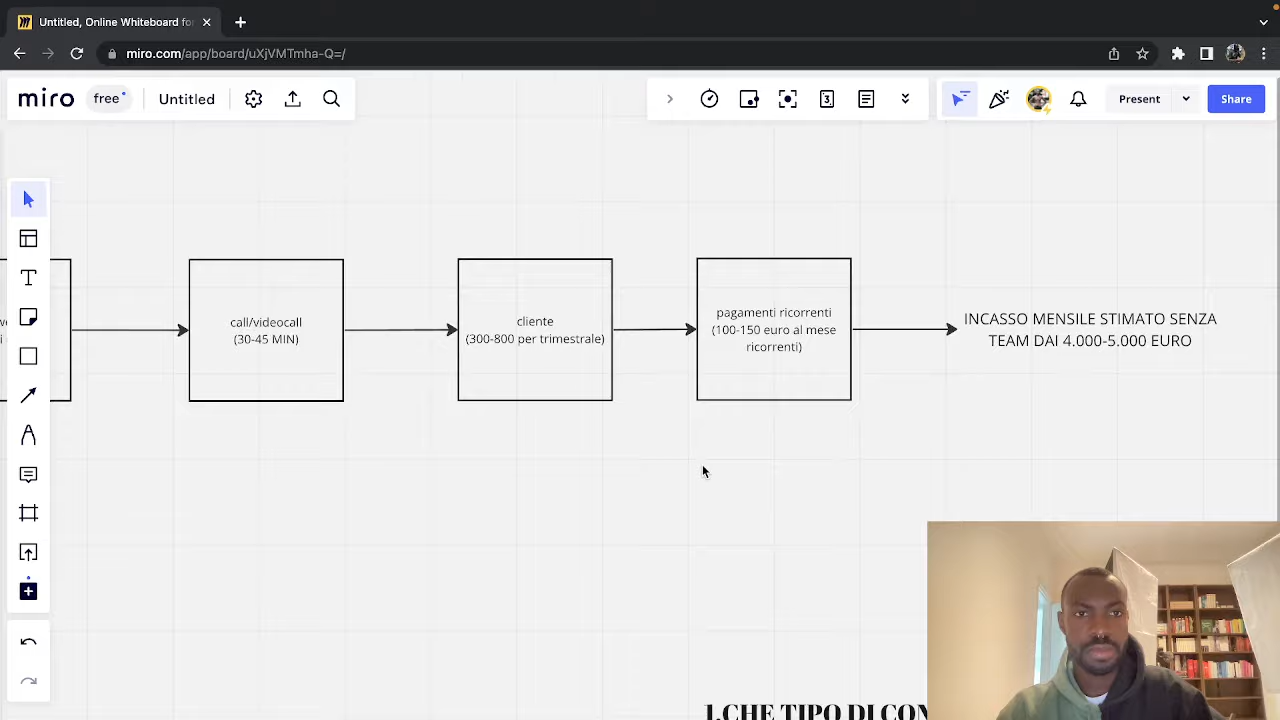 Untitled, Online Whiteboard for
miro.com/app/board/uXjVMTmha-Q=/
miro
free
Untitled
3
Present
Share
call/videocall
(30-45 MIN)
cliente
(300-800 per trimestrale)
pagamenti ricorrenti
(100-150 euro al mese
ricorrenti)
INCASSO MENSILE STIMATO SENZA
TEAM DAI 4.000-5.000 EURO
1.CHE TIPO DI CON